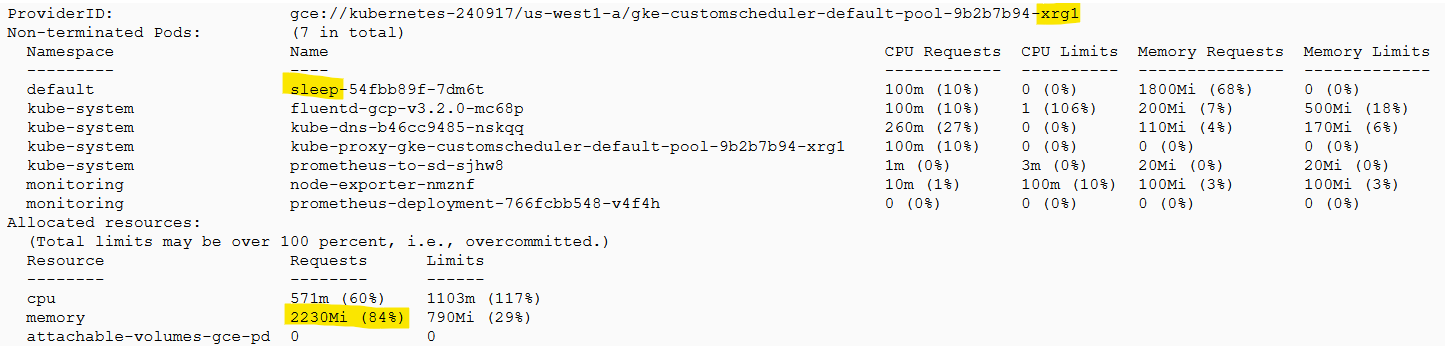 ProviderID: gce://kubernetes-240917/us-west1-a/gke-customscheduler-default-pool-9b2b7b94-xrg1
Non-terminated Pods: (7 in total)
Namespace Name CPU Requests CPU Limits Memory Requests Memory Limits
--------- ---- ------------ ---------- --------------- -------------
default sleep-54fbb89f-7dm6t 100m (10%) 0 (0%) 1800Mi (68%) 0 (0%)
kube-system fluentd-gcp-v3.2.0-mc68p 100m (10%) 1 (106%) 200Mi (7%) 500Mi (18%)
kube-system kube-dns-b46cc9485-nskqq 260m (27%) 0 (0%) 110Mi (4%) 170Mi (6%)
kube-system kube-proxy-gke-customscheduler-default-pool-9b2b7b94-xrg1 100m (10%) 0 (0%) 0 (0%) 0 (0%)
kube-system prometheus-to-sd-sjhw8 1m (0%) 3m (0%) 20Mi (0%) 20Mi (0%)
monitoring node-exporter-nmznf 10m (1%) 100m (10%) 100Mi (3%) 100Mi (3%)
monitoring prometheus-deployment-766fcbb548-v4f4h 0 (0%) 0 (0%) 0 (0%) 0 (0%)
Allocated resources:
(Total limits may be over 100 percent, i.e., overcommitted.)
Resource Requests Limits
-------- -------- ------
cpu 571m (60%) 1103m (117%)
memory 2230Mi (84%) 790Mi (29%)
attachable-volumes-gce-pd 0 0